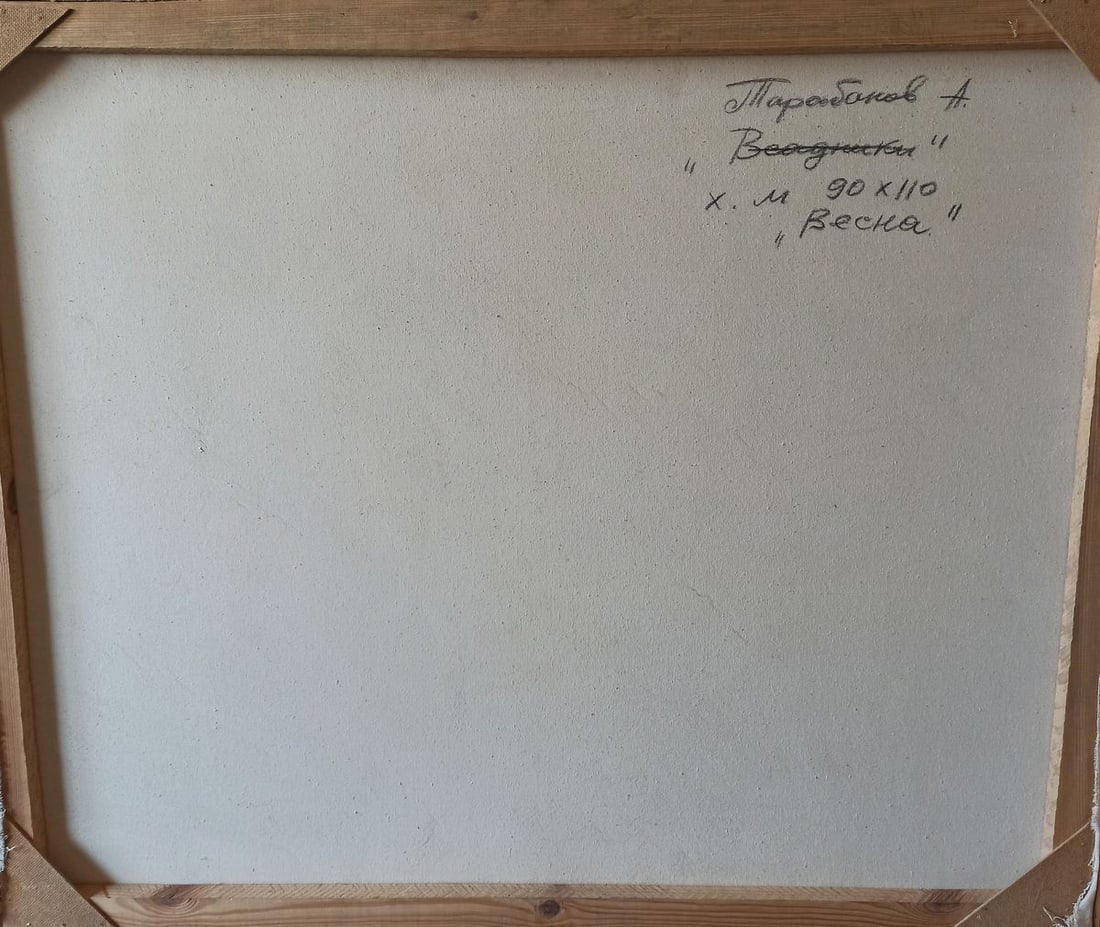 Тарабанов А.
„Всадники"
х. м 90 х 110
„Весна."